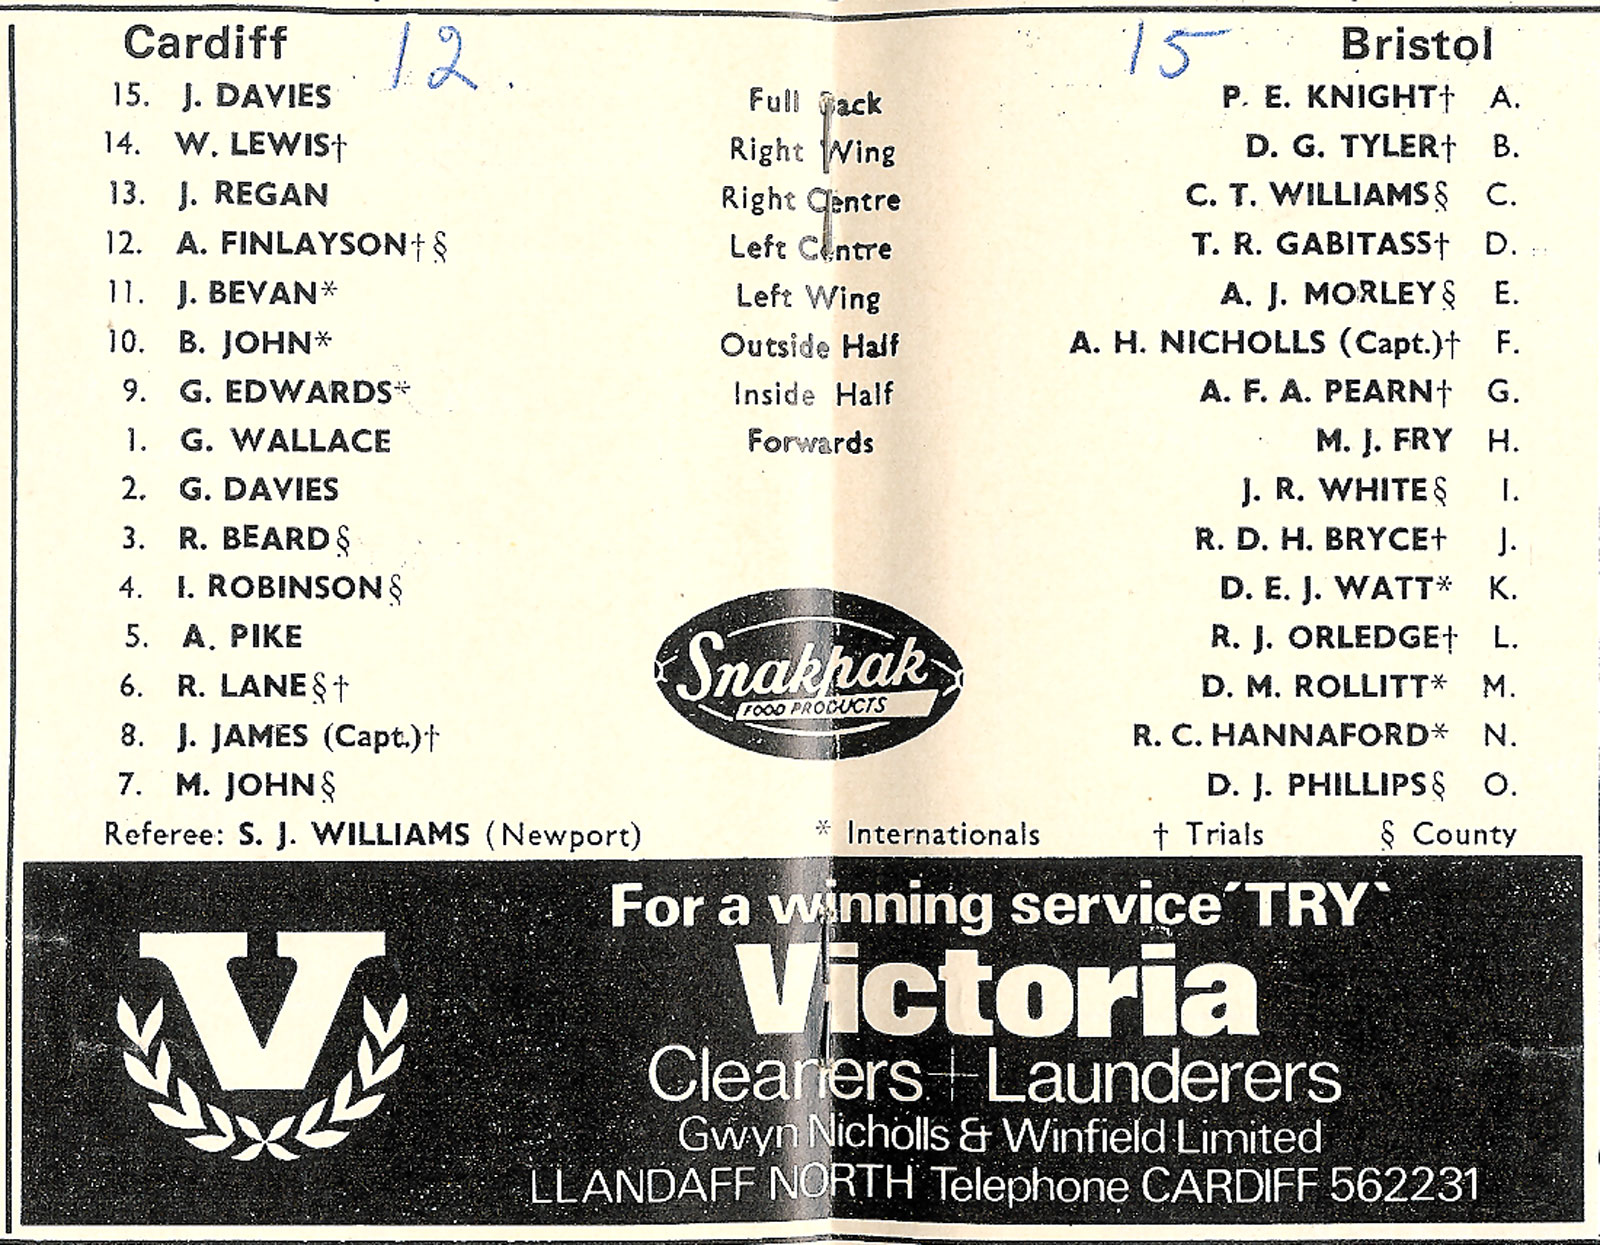 Cardiff 12. 15 Bristol
15. J. DAVIES Full Back P. E. KNIGHT† A.
14. W. LEWIS† Right Wing D. G. TYLER† B.
13. J. REGAN Right Centre C. T. WILLIAMS§ C.
12. A. FINLAYSON†§ Left Centre T. R. GABITASS† D.
11. J. BEVAN* Left Wing A. J. MORLEY§ E.
10. B. JOHN* Outside Half A. H. NICHOLLS (Capt.)† F.
9. G. EDWARDS* Inside Half A. F. A. PEARN† G.
1. G. WALLACE Forwards M. J. FRY H.
2. G. DAVIES J. R. WHITE§ I.
3. R. BEARD§ R. D. H. BRYCE† J.
4. I. ROBINSON§ D. E. J. WATT* K.
5. A. PIKE R. J. ORLEDGE† L.
6. R. LANE§† D. M. ROLLITT* M.
8. J. JAMES (Capt.)† R. C. HANNAFORD* N.
7. M. JOHN§ D. J. PHILLIPS§ O.
Snakpak
FOOD PRODUCTS
Referee: S. J. WILLIAMS (Newport) * Internationals † Trials § County
V
For a winning service ´TRY`
Victoria
Cleaners + Launderers
Gwyn Nicholls & Winfield Limited
LLANDAFF NORTH Telephone CARDIFF 562231